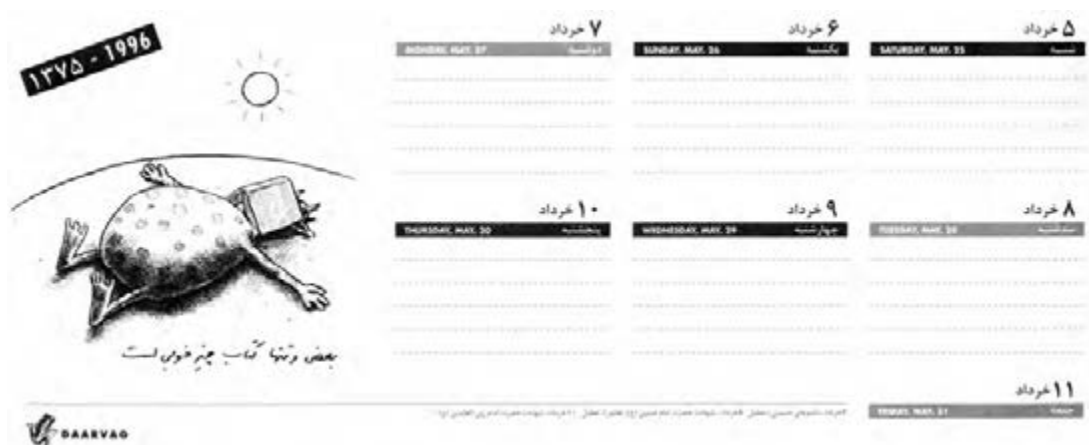 ۱۳۷۵ - 1996
۵ خرداد
SATURDAY, MAY. 25 شنبه
۶ خرداد
SUNDAY, MAY. 26 یکشنبه
۷ خرداد
MONDAY, MAY. 27 دوشنبه
۸ خرداد
TUESDAY, MAY. 28 سه‌شنبه
۹ خرداد
WEDNESDAY, MAY. 29 چهارشنبه
۱۰ خرداد
THURSDAY, MAY. 30 پنجشنبه
۱۱ خرداد
FRIDAY, MAY. 31 جمعه
بعضی وقتها کتاب چیز خوبی است
DAARVAG